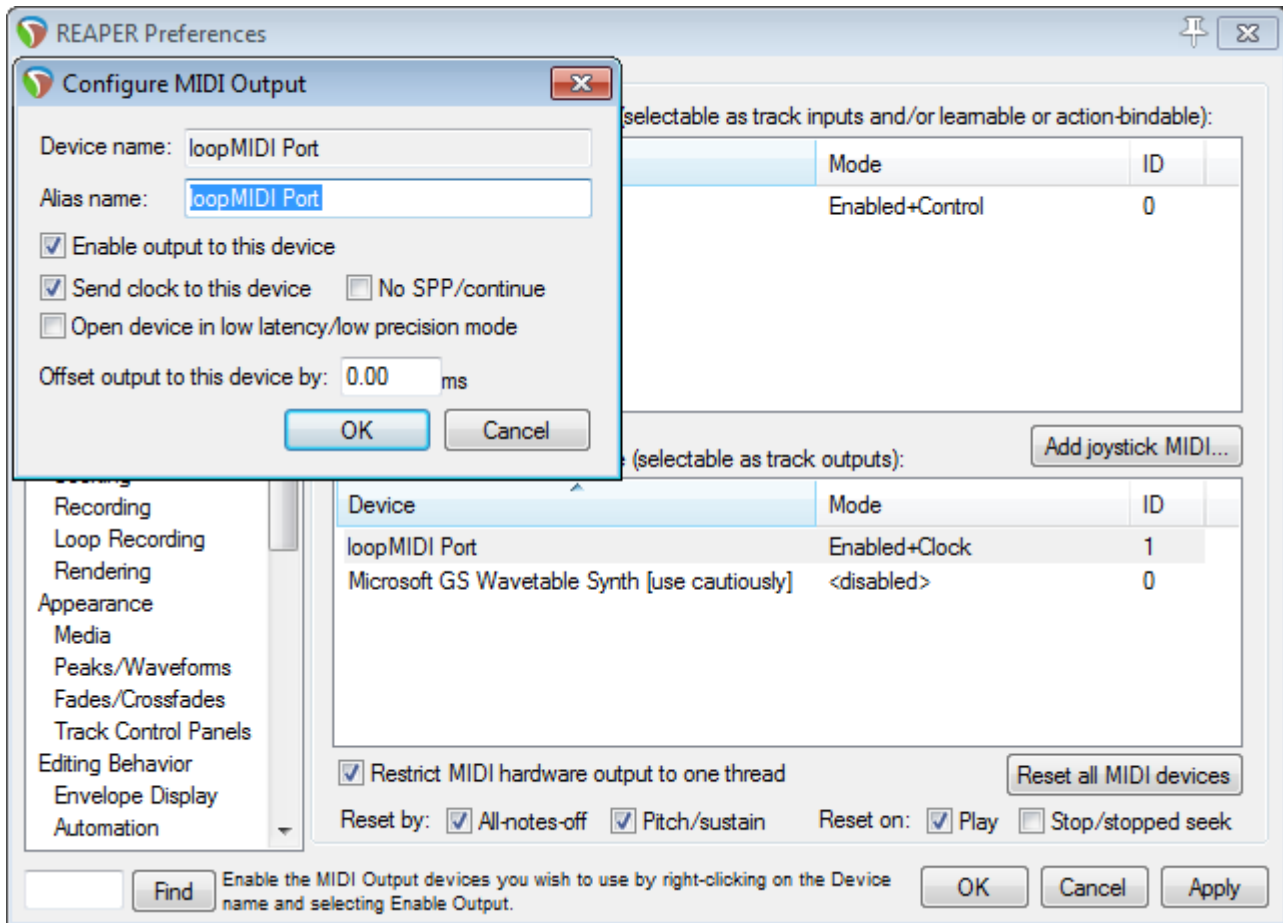 REAPER Preferences
Configure MIDI Output
Device name: loopMIDI Port
Alias name: loopMIDI Port
Enable output to this device
Send clock to this device No SPP/continue
Open device in low latency/low precision mode
Offset output to this device by: 0.00 ms
OK Cancel
(selectable as track inputs and/or learnable or action-bindable):
Mode ID
Enabled+Control 0
Add joystick MIDI...
(selectable as track outputs):
Device Mode ID
loopMIDI Port Enabled+Clock 1
Microsoft GS Wavetable Synth [use cautiously] <disabled> 0
Recording
Loop Recording
Rendering
Appearance
Media
Peaks/Waveforms
Fades/Crossfades
Track Control Panels
Editing Behavior
Envelope Display
Automation
Restrict MIDI hardware output to one thread
Reset all MIDI devices
Reset by: All-notes-off Pitch/sustain Reset on: Play Stop/stopped seek
Find
Enable the MIDI Output devices you wish to use by right-clicking on the Device
name and selecting Enable Output.
OK Cancel Apply